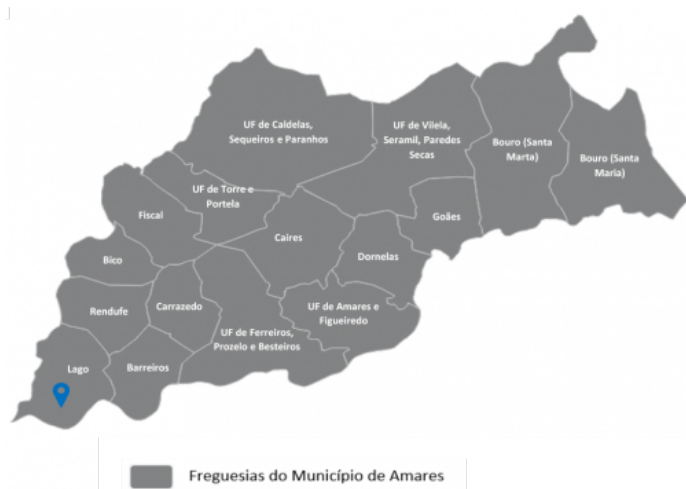 UF de Caldelas,
Sequeiros e Paranhos
UF de Vilela,
Seramil, Paredes
Secas
Bouro (Santa
Marta)
Bouro (Santa
Maria)
UF de Torre e
Portela
Fiscal
Goães
Caires
Bico
Dornelas
Rendufe
Carrazedo
UF de Amares e
Figueiredo
UF de Ferreiros,
Prozelo e Besteiros
Lago
Barreiros
Freguesias do Município de Amares